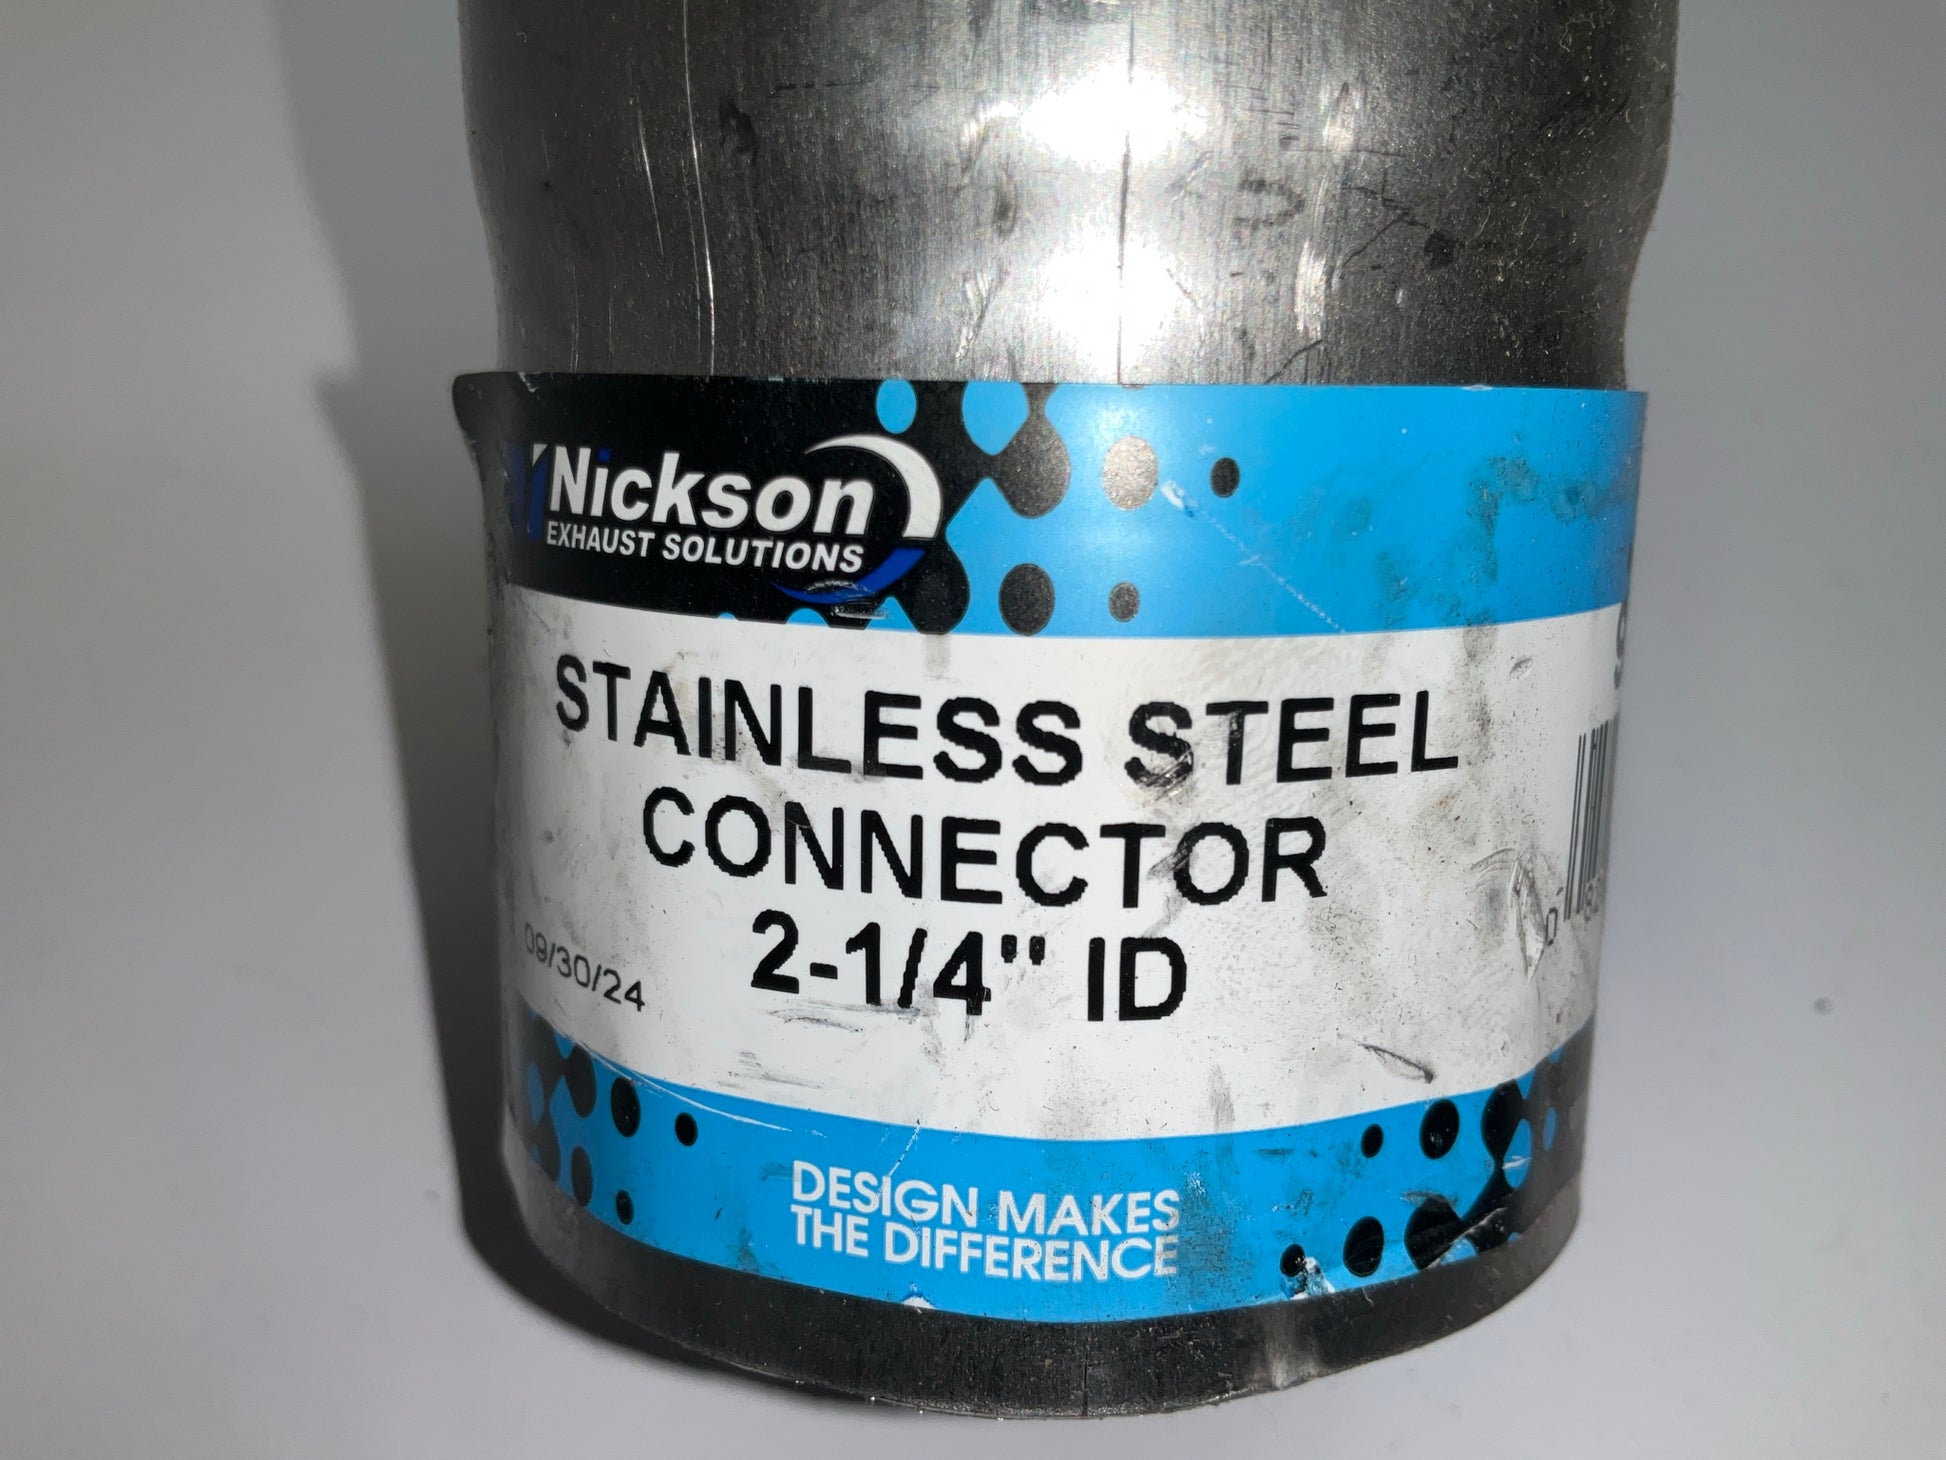 Nickson
EXHAUST SOLUTIONS
STAINLESS STEEL
CONNECTOR
2-1/4" ID
09/30/24
DESIGN MAKES
THE DIFFERENCE